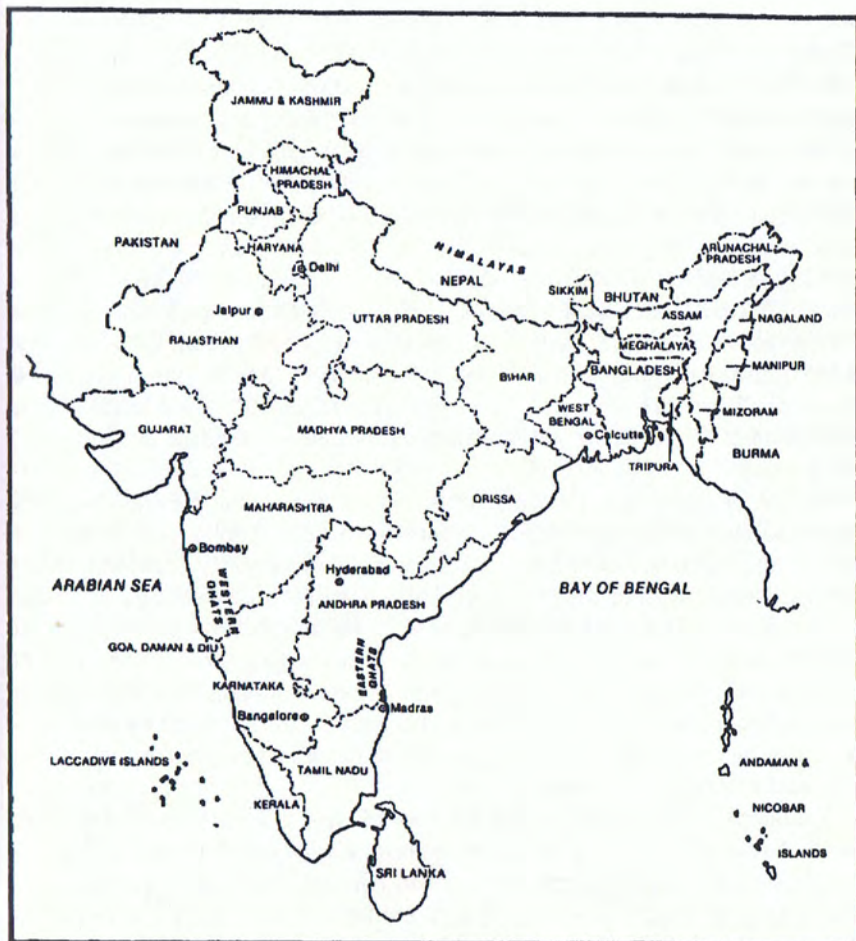 JAMMU & KASHMIR
HIMACHAL
PRADESH
PUNJAB
PAKISTAN
HARYANA
Delhi
HIMALAYAS
NEPAL
ARUNACHAL
PRADESH
SIKKIM
BHUTAN
ASSAM
NAGALAND
Jaipur
UTTAR PRADESH
RAJASTHAN
MEGHALAYA
BANGLADESH
MANIPUR
BIHAR
MIZORAM
GUJARAT
MADHYA PRADESH
WEST
BENGAL
Calcutta
BURMA
TRIPURA
ORISSA
MAHARASHTRA
Bombay
Hyderabad
ARABIAN SEA
WESTERN
GHATS
ANDHRA PRADESH
BAY OF BENGAL
GOA, DAMAN & DIU
EASTERN
GHATS
KARNATAKA
Bangalore
Madras
LACCADIVE ISLANDS
TAMIL NADU
ANDAMAN &
KERALA
NICOBAR
ISLANDS
SRI LANKA